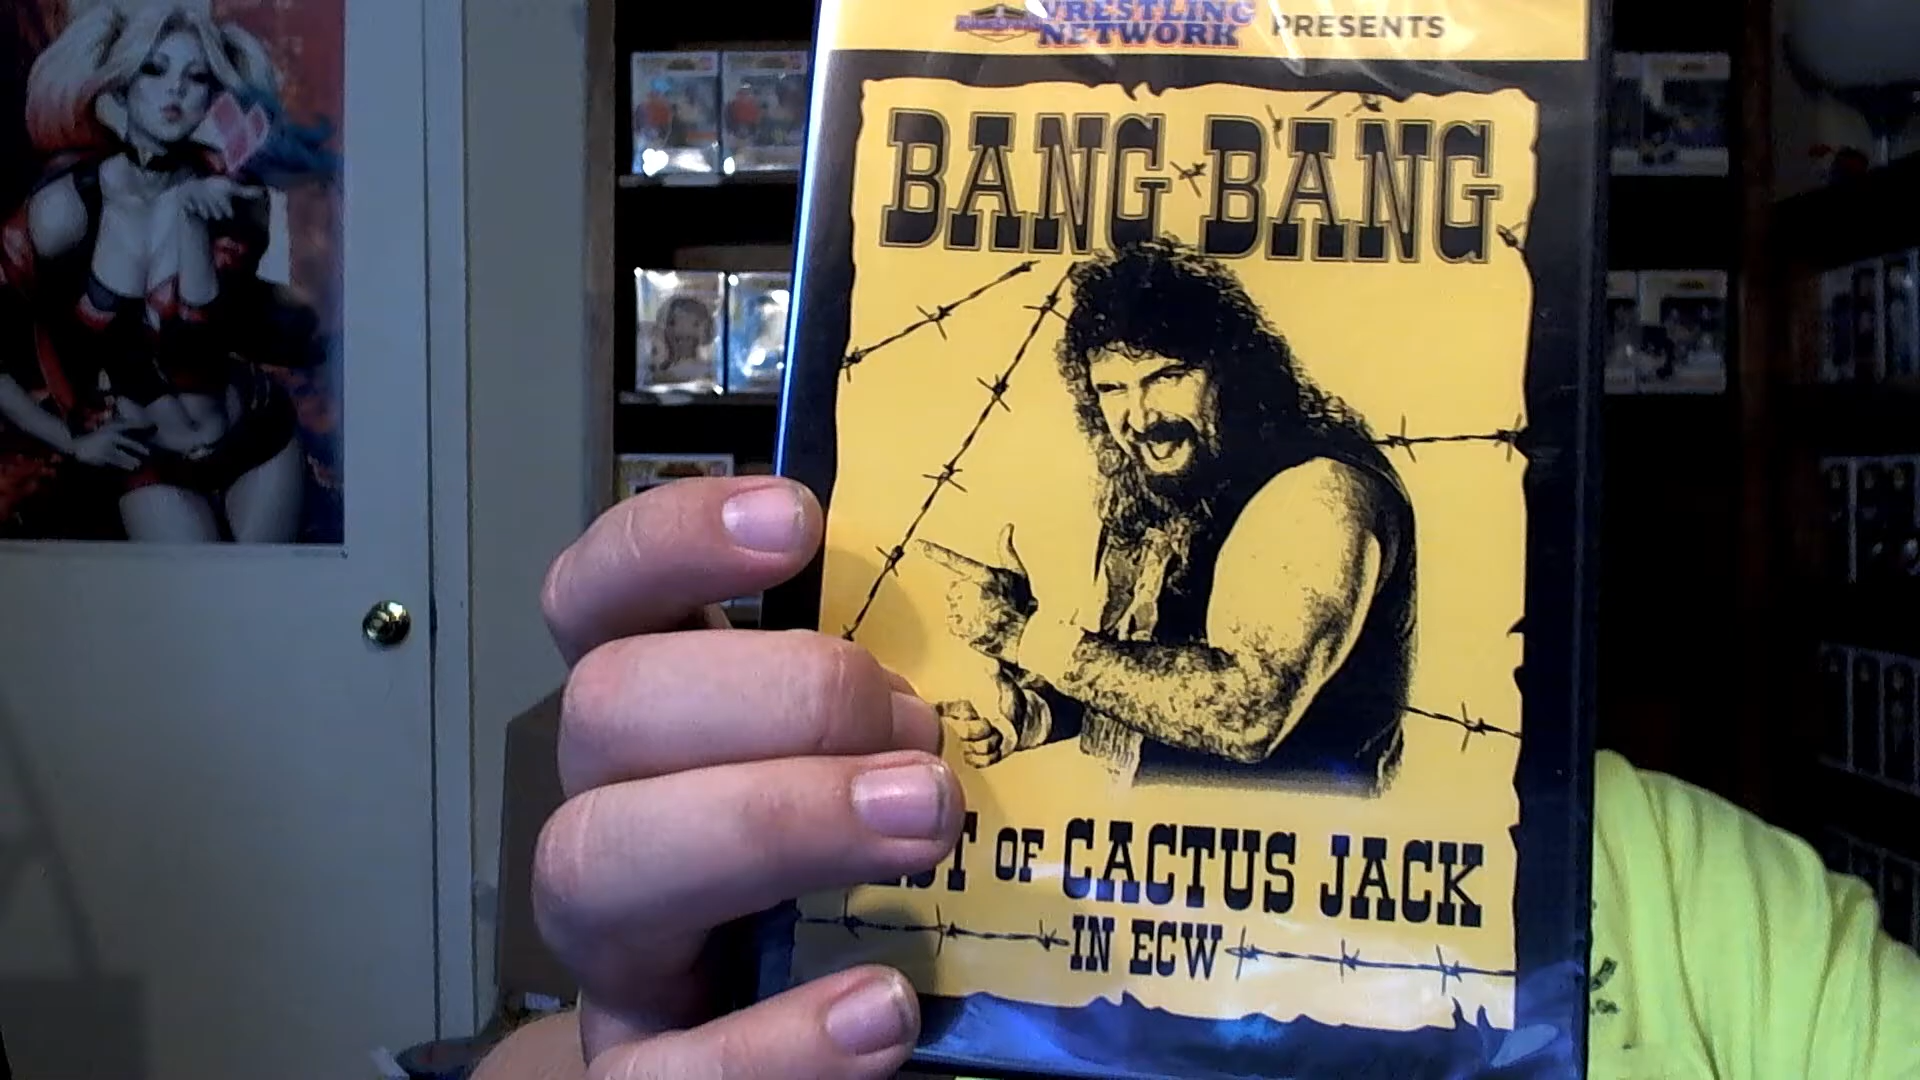 WRESTLING
NETWORK PRESENTS
BANG BANG
OF CACTUS JACK
IN ECW